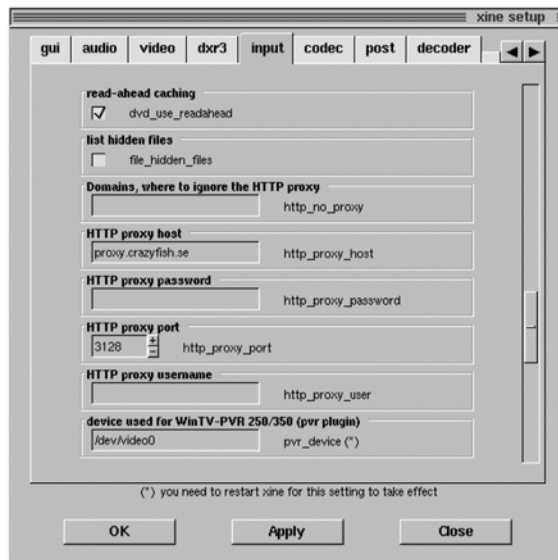 xine setup
gui audio video dxr3 input codec post decoder
read-ahead caching
dvd_use_readahead
list hidden files
file_hidden_files
Domains, where to ignore the HTTP proxy
http_no_proxy
HTTP proxy host
proxy.crazyfish.se http_proxy_host
HTTP proxy password
http_proxy_password
HTTP proxy port
3128 http_proxy_port
HTTP proxy username
http_proxy_user
device used for WinTV-PVR 250/350 (pvr plugin)
/dev/video0 pvr_device (*)
(*) you need to restart xine for this setting to take effect
OK Apply Close